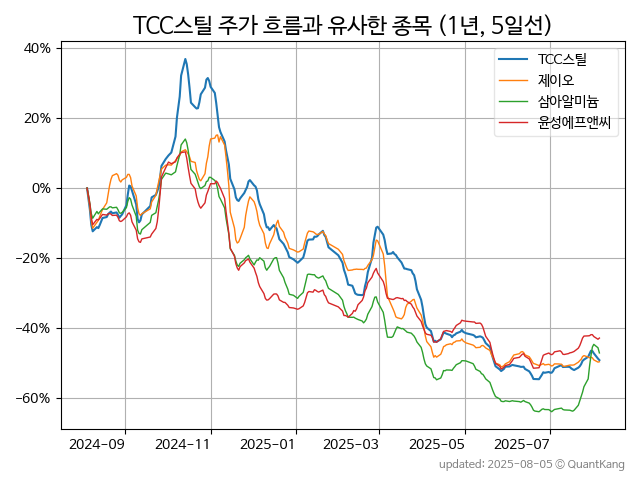 TCC스틸 주가 흐름과 유사한 종목 (1년, 5일선)
40%
20%
0%
−20%
−40%
−60%
TCC스틸
제이오
삼아알미늄
윤성에프앤씨
2024−09
2024−11
2025−01
2025−03
2025−05
2025−07
updated: 2025-08-05 © QuantKang